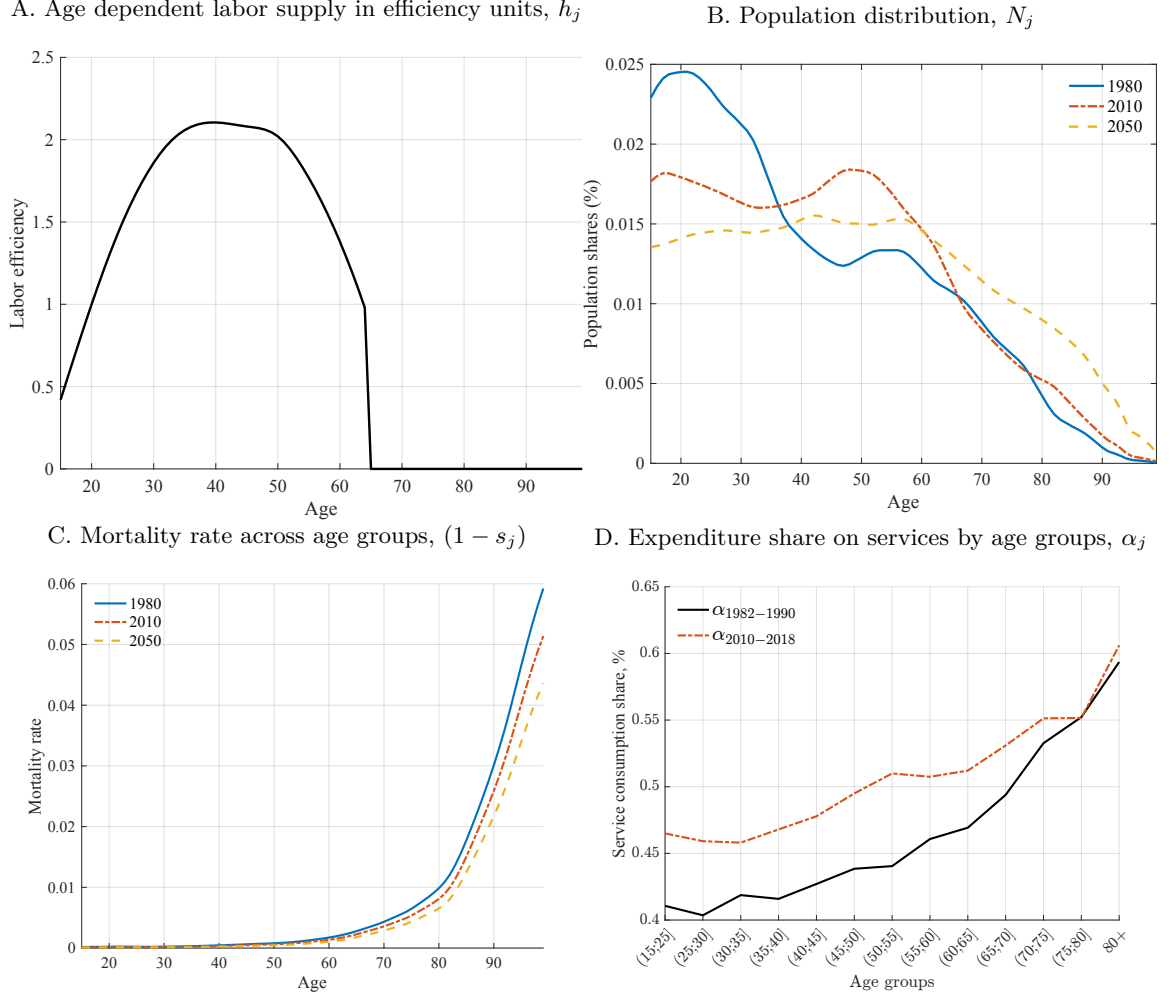 A. Age dependent labor supply in efficiency units, h_j
2.5
2
1.5
1
0.5
0
Labor efficiency
20 30 40 50 60 70 80 90
Age
B. Population distribution, N_j
0.025
0.02
0.015
0.01
0.005
0
Population shares (%)
1980
2010
2050
20 30 40 50 60 70 80 90
Age
C. Mortality rate across age groups, (1 − s_j)
0.06
0.05
0.04
0.03
0.02
0.01
0
Mortality rate
1980
2010
2050
20 30 40 50 60 70 80 90
Age
D. Expenditure share on services by age groups, α_j
0.65
0.6
0.55
0.5
0.45
0.4
Service consumption share, %
α1982−1990
α2010−2018
(15;25] (25;30] (30;35] (35;40] (40;45] (45;50] (50;55] (55;60] (60;65] (65;70] (70;75] (75;80] 80+
Age groups